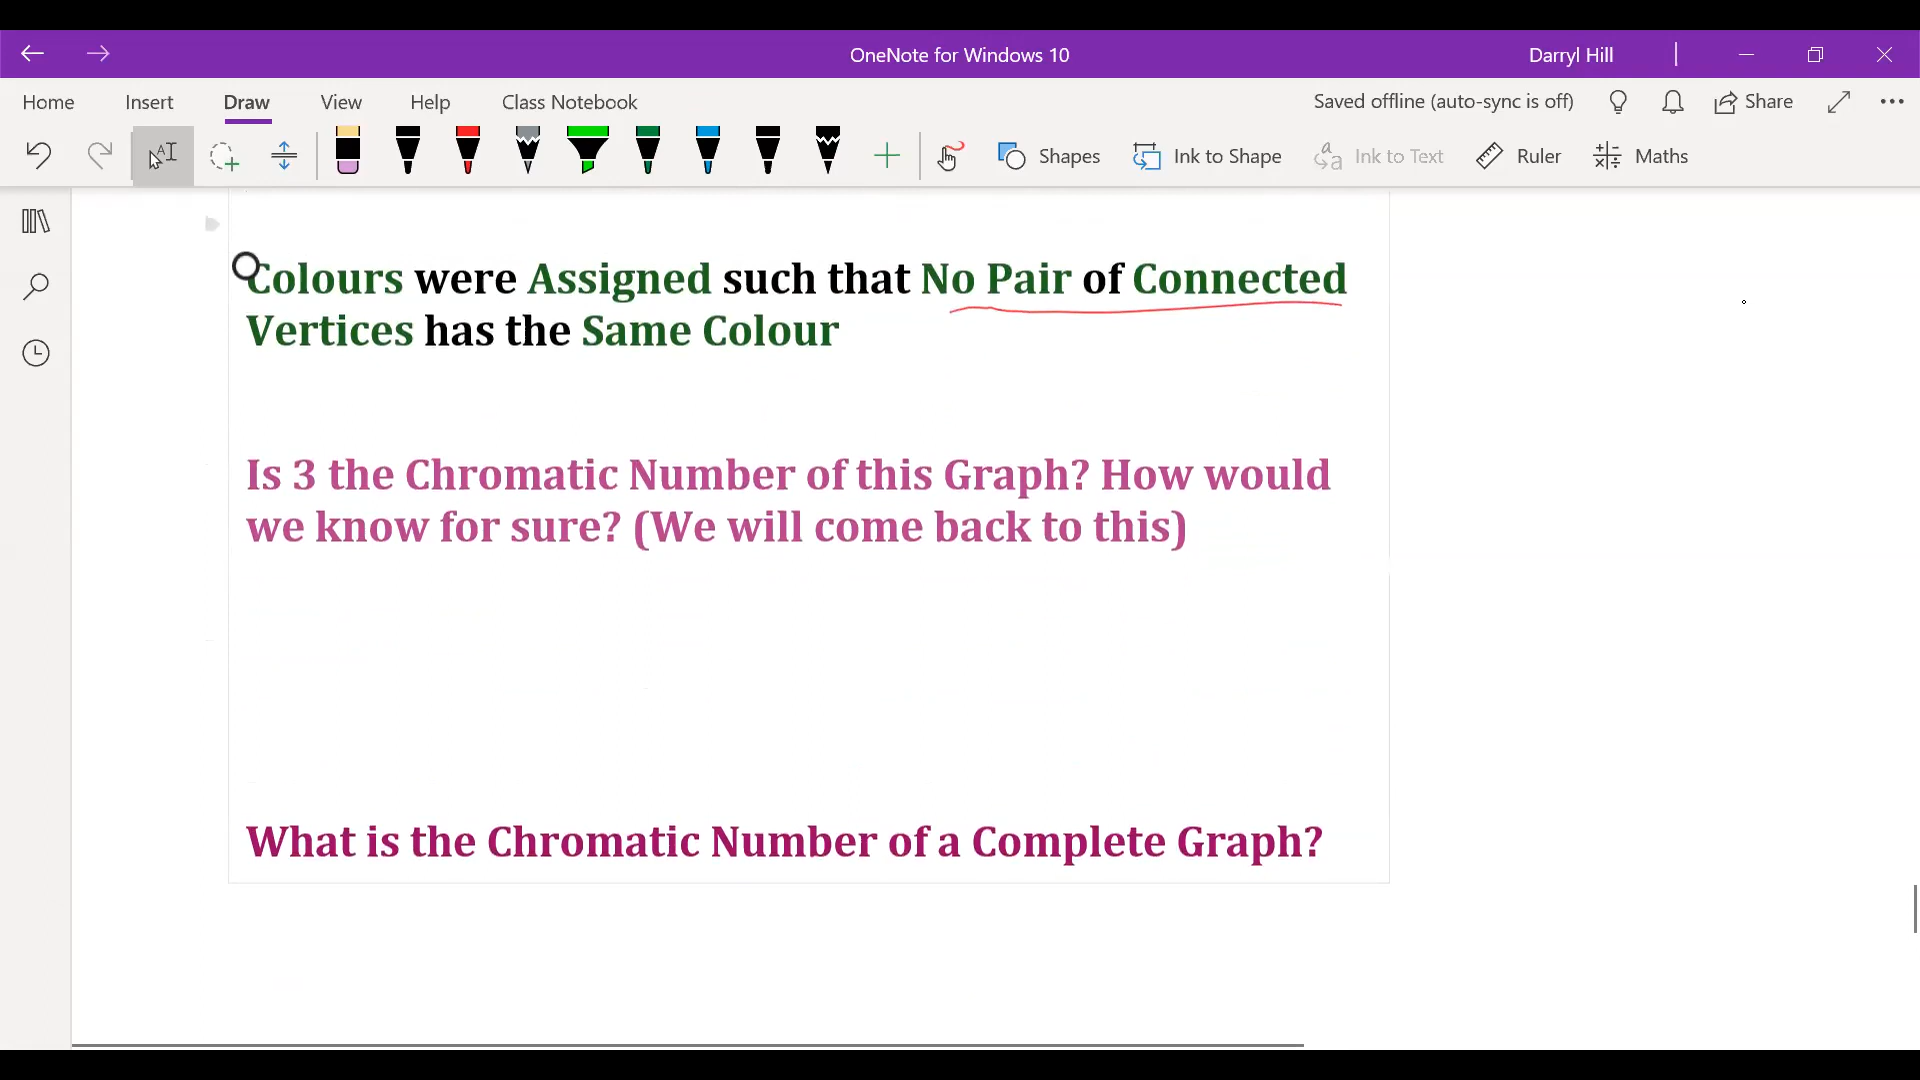 OneNote for Windows 10
Darryl Hill
Home Insert Draw View Help Class Notebook
Saved offline (auto-sync is off) Share
Shapes Ink to Shape Ink to Text Ruler Maths
Colours were Assigned such that No Pair of Connected
Vertices has the Same Colour
Is 3 the Chromatic Number of this Graph? How would
we know for sure? (We will come back to this)
What is the Chromatic Number of a Complete Graph?